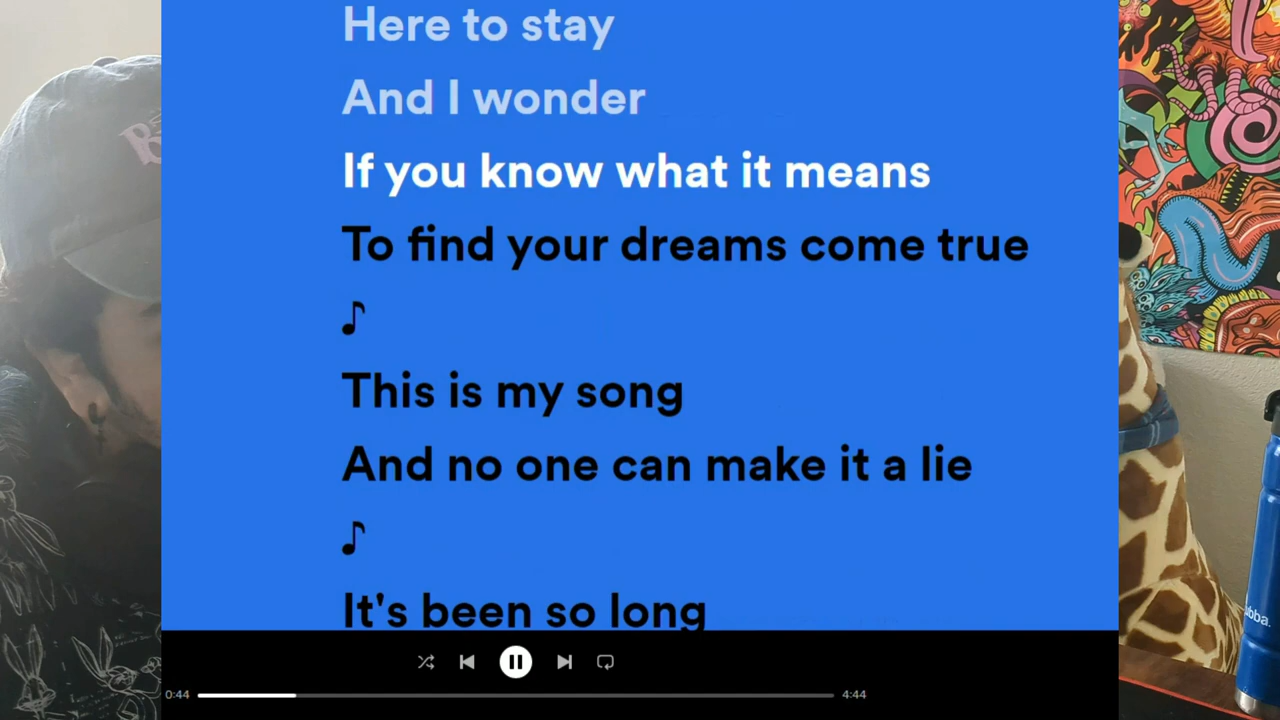 Here to stay
And I wonder
If you know what it means
To find your dreams come true
♪
This is my song
And no one can make it a lie
♪
It's been so long
0:44
4:44
bba.